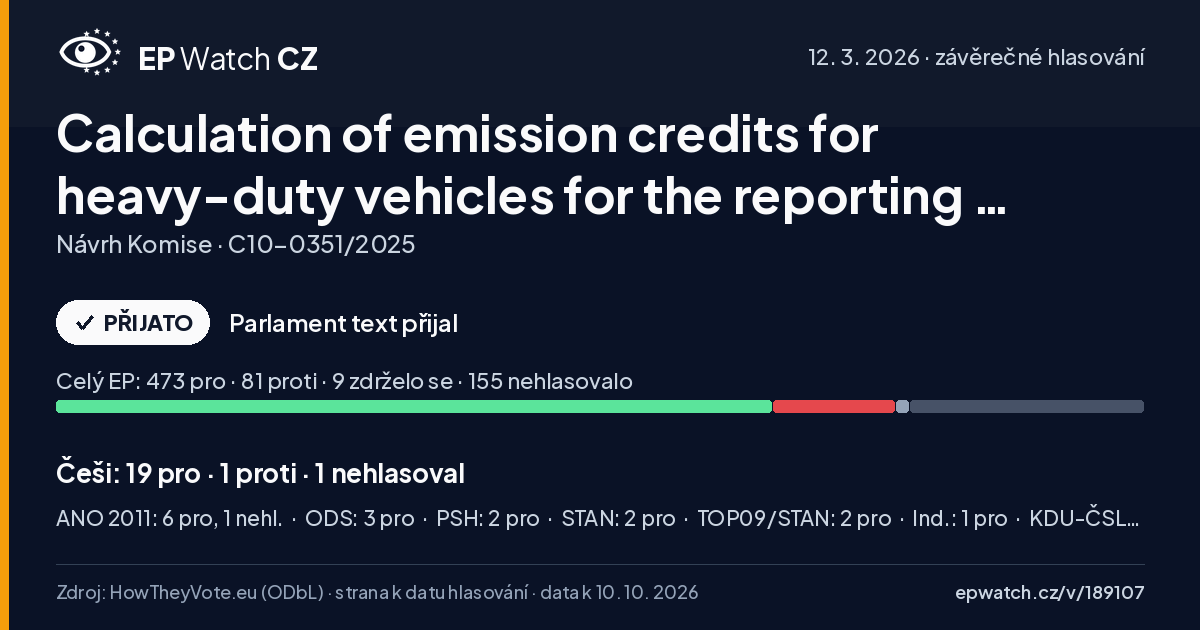 EP Watch CZ
12. 3. 2026 · závěrečné hlasování
Calculation of emission credits for
heavy-duty vehicles for the reporting …
Návrh Komise · C10-0351/2025
✓ PŘIJATO Parlament text přijal
Celý EP: 473 pro · 81 proti · 9 zdrželo se · 155 nehlasovalo
Češi: 19 pro · 1 proti · 1 nehlasoval
ANO 2011: 6 pro, 1 nehl. · ODS: 3 pro · PSH: 2 pro · STAN: 2 pro · TOP09/STAN: 2 pro · Ind.: 1 pro · KDU-ČSL…
Zdroj: HowTheyVote.eu (ODbL) · strana k datu hlasování · data k 10. 10. 2026
epwatch.cz/v/189107